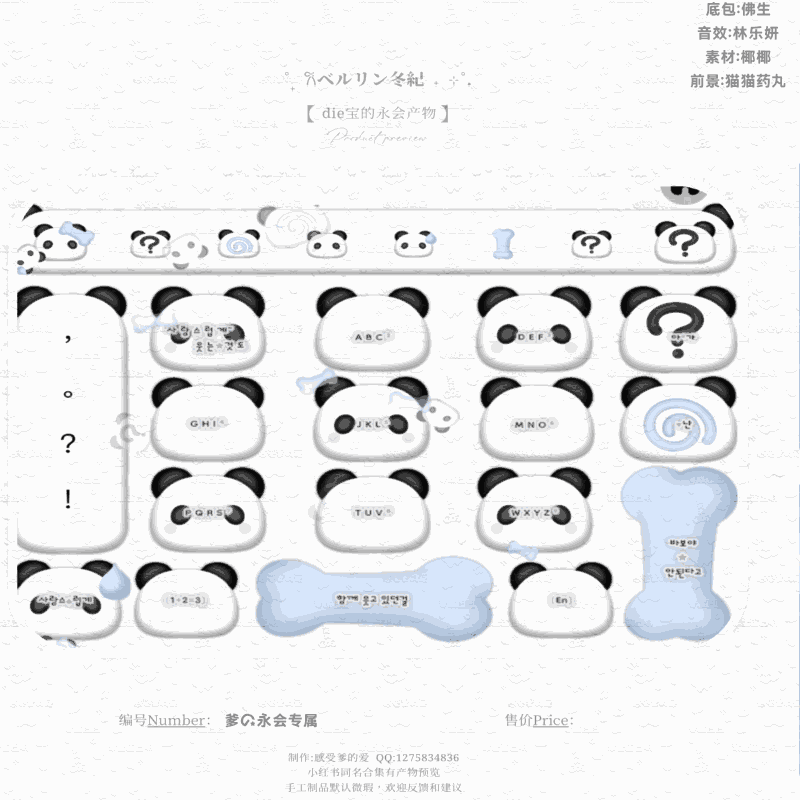 底包:佛生
音效:林乐妍
素材:椰椰
前景:猫猫药丸
ベルリン冬紀
【 die宝的永会产物 】
Product preview
,
。
?
!
사랑스럽게
웃는 것도
ABC
DEF
GHI
JKL
MNO
PQRS
TUV
WXYZ
바보야
안된다고
사랑스럽게
1+2=3
함께 웃고 있던걸
En
编号Number: 爹の永会专属
售价Price:
制作:感受爹的爱 QQ:1275834836
小红书同名合集有产物预览
手工制品默认微瑕，欢迎反馈和建议